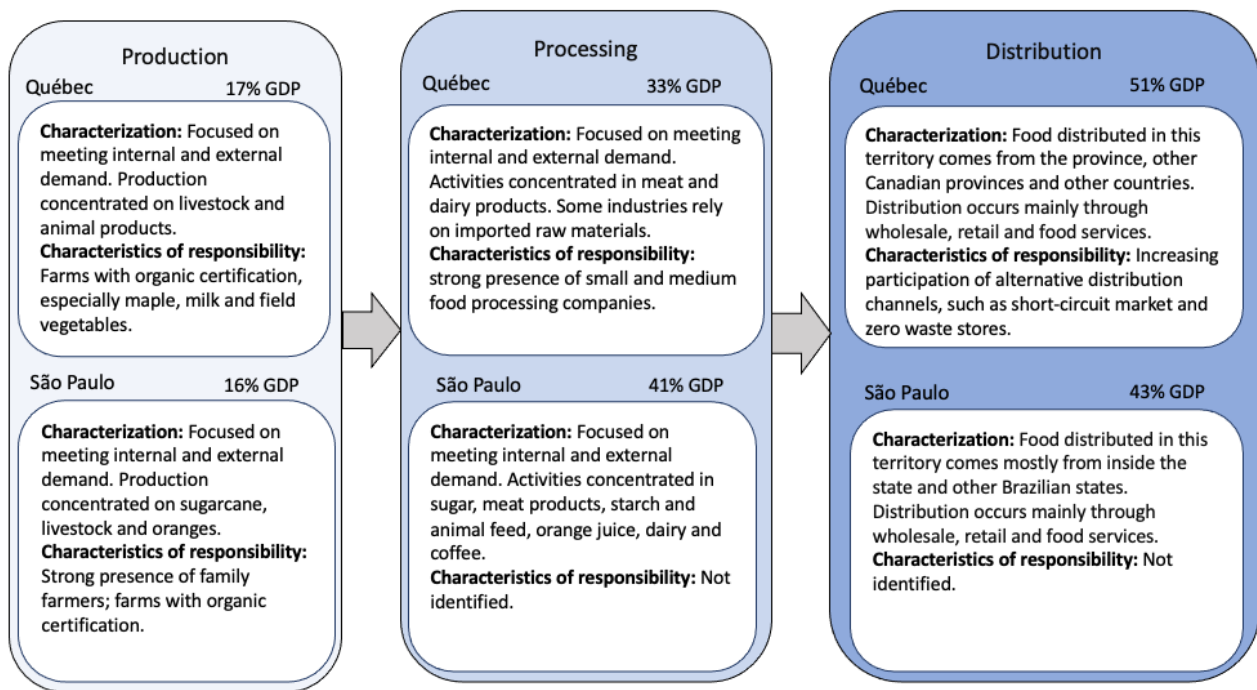 Production
Québec 17% GDP
Characterization: Focused on
meeting internal and external
demand. Production
concentrated on livestock and
animal products.
Characteristics of responsibility:
Farms with organic certification,
especially maple, milk and field
vegetables.
São Paulo 16% GDP
Characterization: Focused on
meeting internal and external
demand. Production
concentrated on sugarcane,
livestock and oranges.
Characteristics of responsibility:
Strong presence of family
farmers; farms with organic
certification.
Processing
Québec 33% GDP
Characterization: Focused on meeting
internal and external demand.
Activities concentrated in meat and
dairy products. Some industries rely
on imported raw materials.
Characteristics of responsibility:
strong presence of small and medium
food processing companies.
São Paulo 41% GDP
Characterization: Focused on
meeting internal and external
demand. Activities concentrated in
sugar, meat products, starch and
animal feed, orange juice, dairy and
coffee.
Characteristics of responsibility: Not
identified.
Distribution
Québec 51% GDP
Characterization: Food distributed in this
territory comes from the province, other
Canadian provinces and other countries.
Distribution occurs mainly through
wholesale, retail and food services.
Characteristics of responsibility: Increasing
participation of alternative distribution
channels, such as short-circuit market and
zero waste stores.
São Paulo 43% GDP
Characterization: Food distributed in this
territory comes mostly from inside the
state and other Brazilian states.
Distribution occurs mainly through
wholesale, retail and food services.
Characteristics of responsibility: Not
identified.